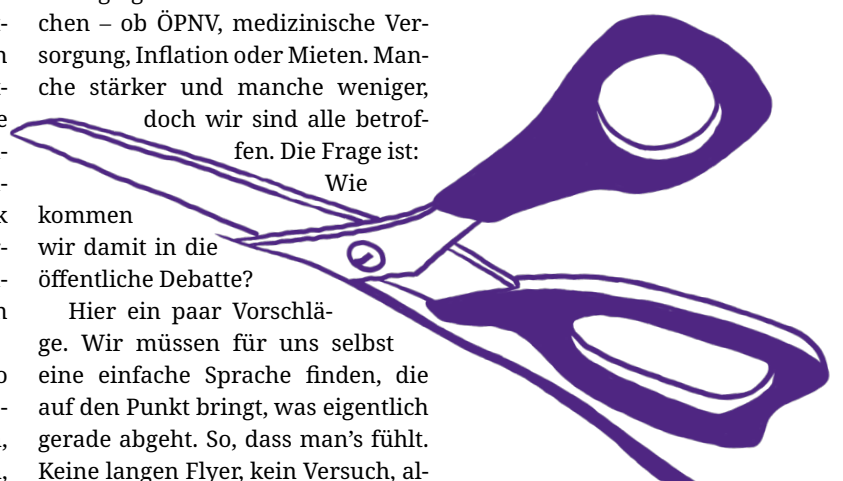 chen – ob ÖPNV, medizinische Ver-
sorgung, Inflation oder Mieten. Man-
che stärker und manche weniger,
doch wir sind alle betrof-
fen. Die Frage ist:
Wie
kommen
wir damit in die
öffentliche Debatte?
Hier ein paar Vorschlä-
ge. Wir müssen für uns selbst
eine einfache Sprache finden, die
auf den Punkt bringt, was eigentlich
gerade abgeht. So, dass man’s fühlt.
Keine langen Flyer, kein Versuch, al-